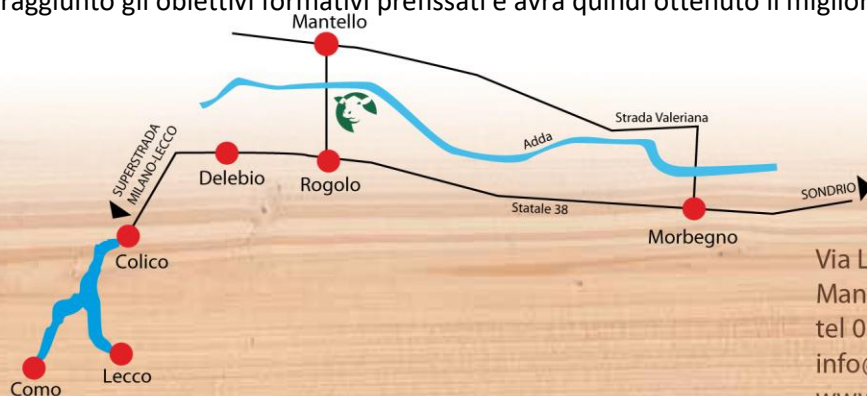 raggiunto gli obiettivi formativi prefissati e avrà quindi ottenuto il miglior
Mantello
Strada Valeriana
Adda
SUPERSTRADA
MILANO-LECCO
Delebio
Rogolo
SONDRIO
Statale 38
Morbegno
Colico
Via L
Man
tel 0
info@
Lecco
Como